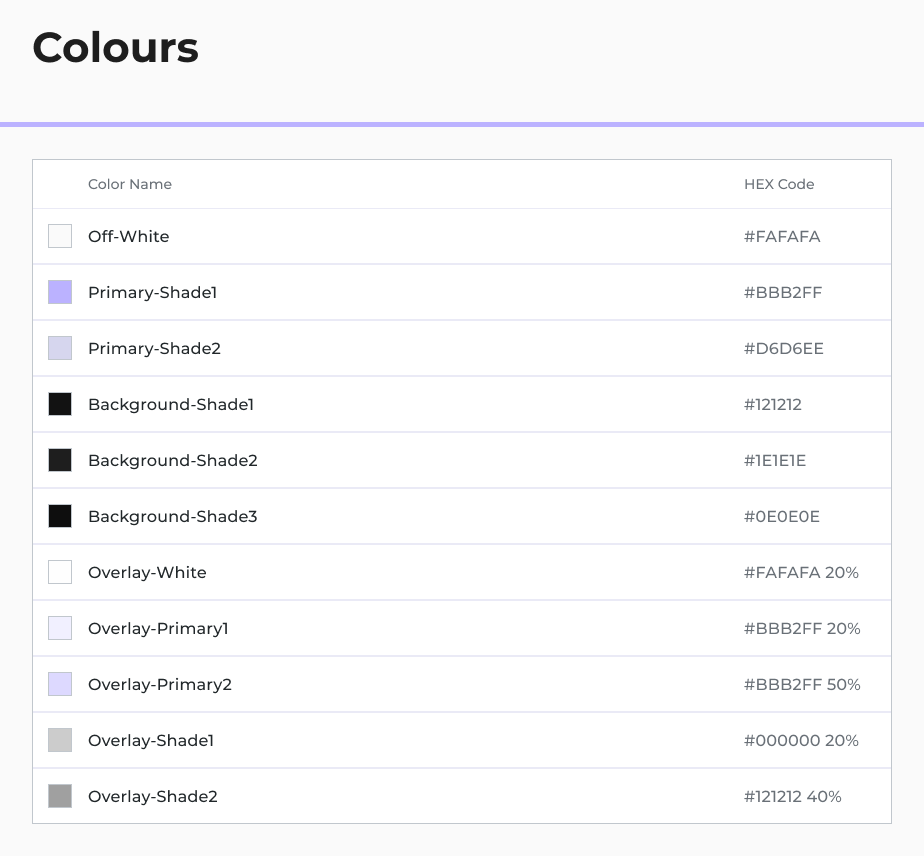 Colours
Color Name HEX Code
Off-White #FAFAFA
Primary-Shade1 #BBB2FF
Primary-Shade2 #D6D6EE
Background-Shade1 #121212
Background-Shade2 #1E1E1E
Background-Shade3 #0E0E0E
Overlay-White #FAFAFA 20%
Overlay-Primary1 #BBB2FF 20%
Overlay-Primary2 #BBB2FF 50%
Overlay-Shade1 #000000 20%
Overlay-Shade2 #121212 40%